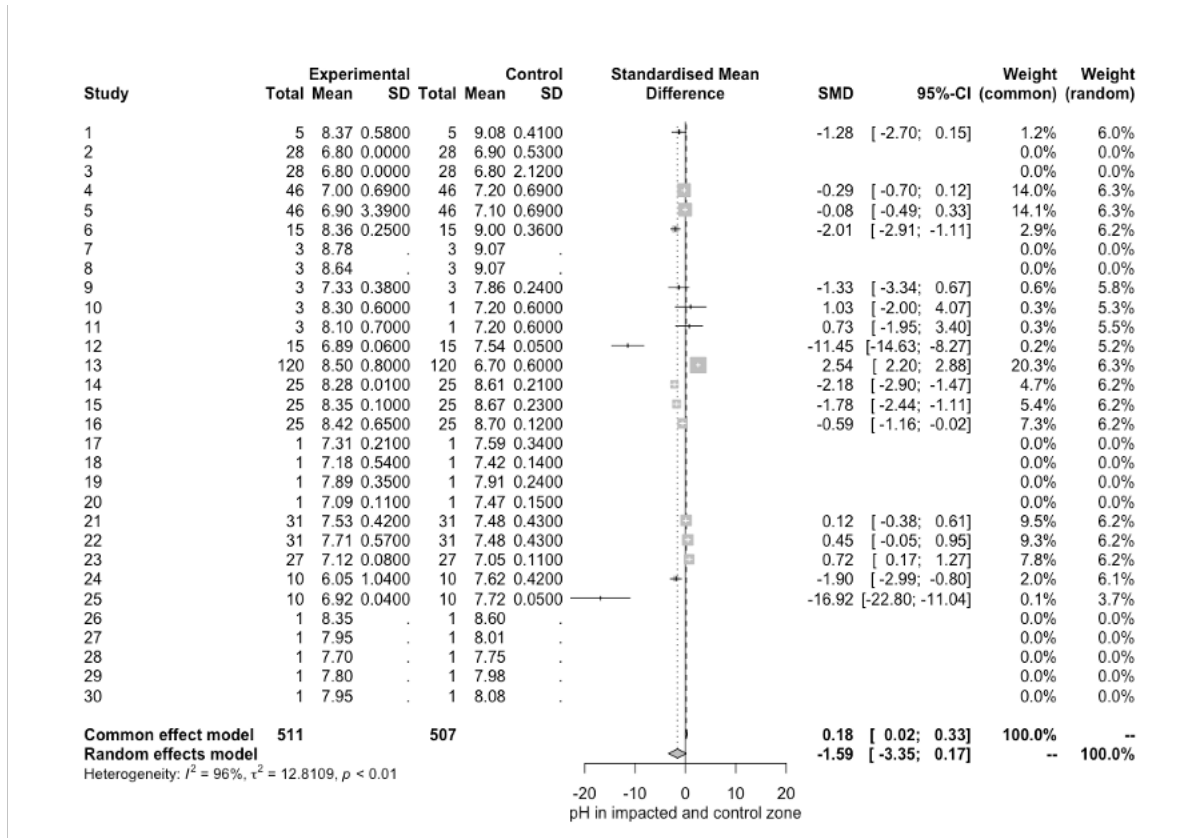 Experimental Control Standardised Mean Weight Weight
Study Total Mean SD Total Mean SD Difference SMD 95%-CI (common) (random)
1 5 8.37 0.5800 5 9.08 0.4100 -1.28 [-2.70; 0.15] 1.2% 6.0%
2 28 6.80 0.0000 28 6.90 0.5300 0.0% 0.0%
3 28 6.80 0.0000 28 6.80 2.1200 0.0% 0.0%
4 46 7.00 0.6900 46 7.20 0.6900 -0.29 [-0.70; 0.12] 14.0% 6.3%
5 46 6.90 3.3900 46 7.10 0.6900 -0.08 [-0.49; 0.33] 14.1% 6.3%
6 15 8.36 0.2500 15 9.00 0.3600 -2.01 [-2.91; -1.11] 2.9% 6.2%
7 3 8.78 . 3 9.07 . 0.0% 0.0%
8 3 8.64 . 3 9.07 . 0.0% 0.0%
9 3 7.33 0.3800 3 7.86 0.2400 -1.33 [-3.34; 0.67] 0.6% 5.8%
10 3 8.30 0.6000 1 7.20 0.6000 1.03 [-2.00; 4.07] 0.3% 5.3%
11 3 8.10 0.7000 1 7.20 0.6000 0.73 [-1.95; 3.40] 0.3% 5.5%
12 15 6.89 0.0600 15 7.54 0.0500 -11.45 [-14.63; -8.27] 0.2% 5.2%
13 120 8.50 0.8000 120 6.70 0.6000 2.54 [ 2.20; 2.88] 20.3% 6.3%
14 25 8.28 0.0100 25 8.61 0.2100 -2.18 [-2.90; -1.47] 4.7% 6.2%
15 25 8.35 0.1000 25 8.67 0.2300 -1.78 [-2.44; -1.11] 5.4% 6.2%
16 25 8.42 0.6500 25 8.70 0.1200 -0.59 [-1.16; -0.02] 7.3% 6.2%
17 1 7.31 0.2100 1 7.59 0.3400 0.0% 0.0%
18 1 7.18 0.5400 1 7.42 0.1400 0.0% 0.0%
19 1 7.89 0.3500 1 7.91 0.2400 0.0% 0.0%
20 1 7.09 0.1100 1 7.47 0.1500 0.0% 0.0%
21 31 7.53 0.4200 31 7.48 0.4300 0.12 [-0.38; 0.61] 9.5% 6.2%
22 31 7.71 0.5700 31 7.48 0.4300 0.45 [-0.05; 0.95] 9.3% 6.2%
23 27 7.12 0.0800 27 7.05 0.1100 0.72 [ 0.17; 1.27] 7.8% 6.2%
24 10 6.05 1.0400 10 7.62 0.4200 -1.90 [-2.99; -0.80] 2.0% 6.1%
25 10 6.92 0.0400 10 7.72 0.0500 -16.92 [-22.80; -11.04] 0.1% 3.7%
26 1 8.35 . 1 8.60 . 0.0% 0.0%
27 1 7.95 . 1 8.01 . 0.0% 0.0%
28 1 7.70 . 1 7.75 . 0.0% 0.0%
29 1 7.80 . 1 7.98 . 0.0% 0.0%
30 1 7.95 . 1 8.08 . 0.0% 0.0%
Common effect model 511 507 0.18 [ 0.02; 0.33] 100.0% --
Random effects model -1.59 [-3.35; 0.17] -- 100.0%
Heterogeneity: I² = 96%, τ² = 12.8109, p < 0.01
-20 -10 0 10 20
pH in impacted and control zone